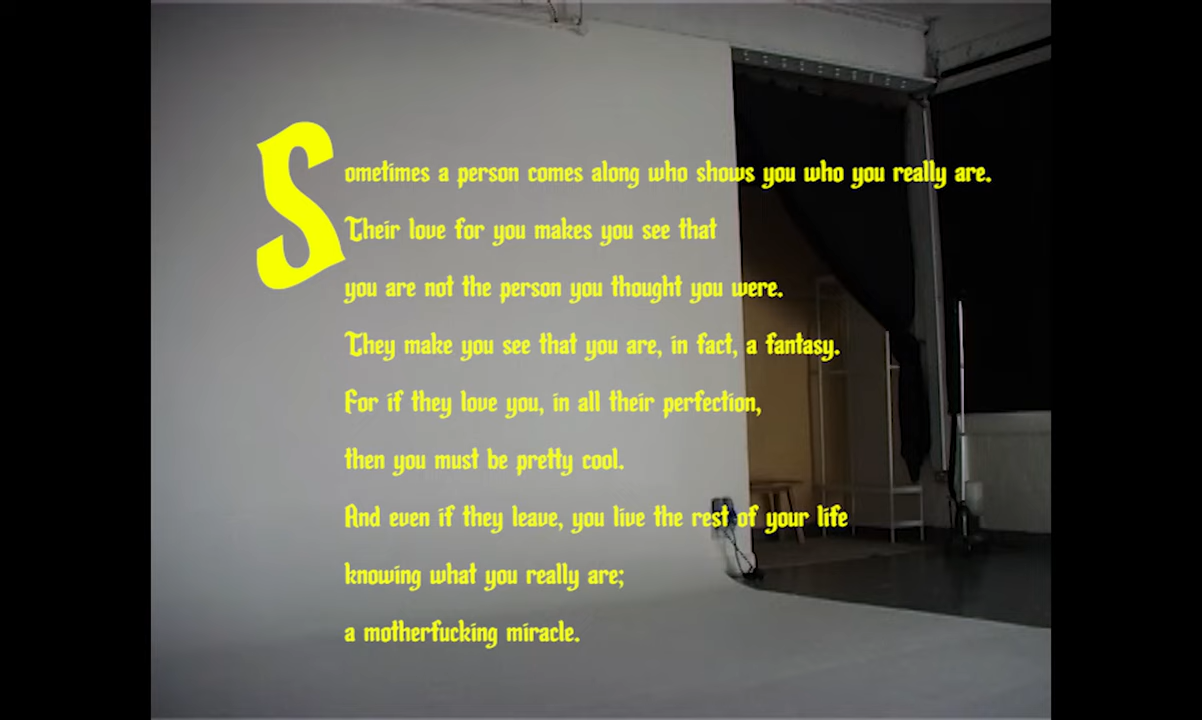 Sometimes a person comes along who shows you who you really are.
Their love for you makes you see that
you are not the person you thought you were.
They make you see that you are, in fact, a fantasy.
For if they love you, in all their perfection,
then you must be pretty cool.
And even if they leave, you live the rest of your life
knowing what you really are;
a motherfucking miracle.